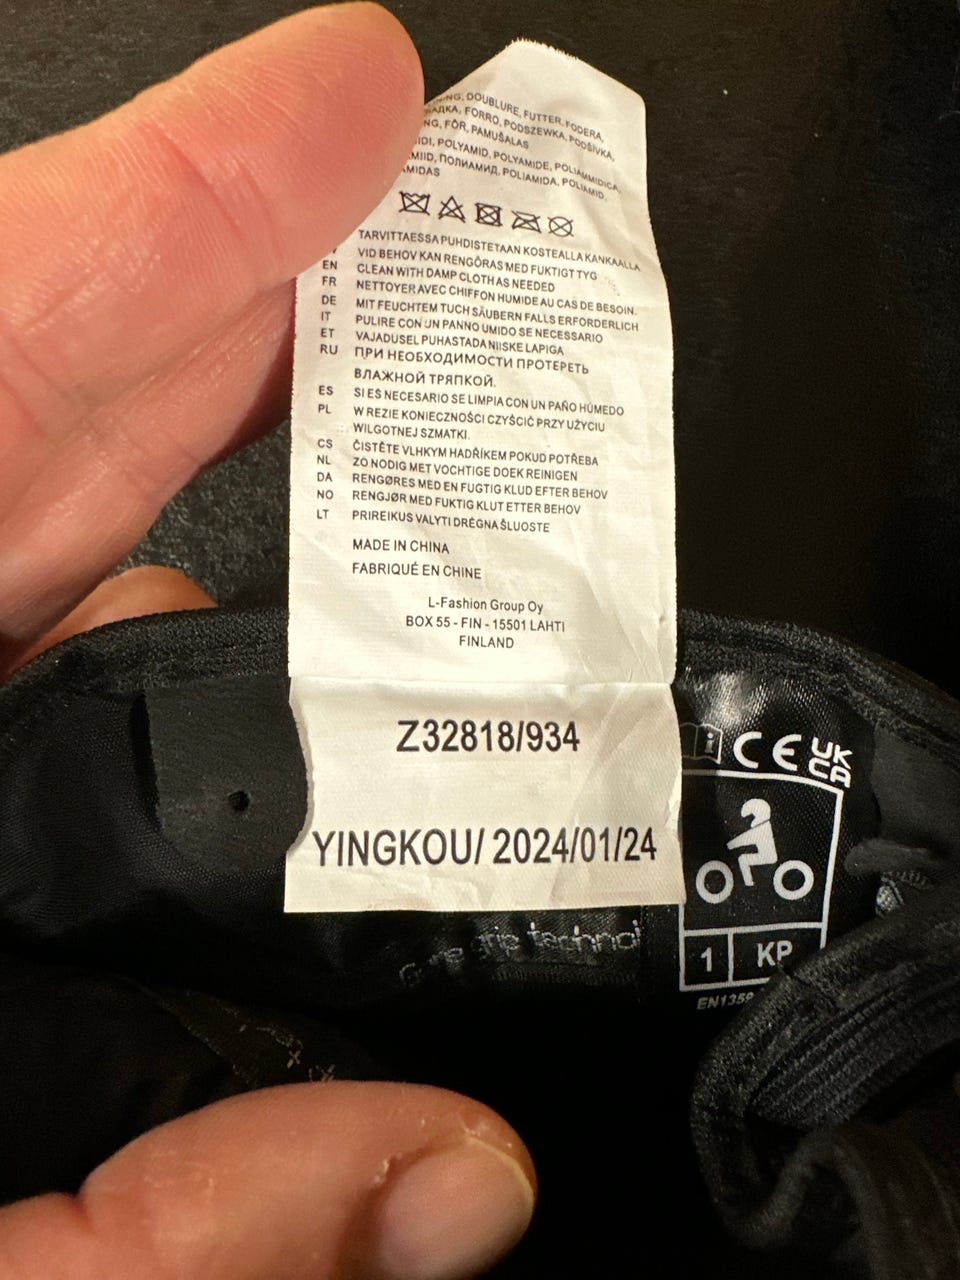 DOUBLURE, FUTTER, FODERA,
FORRO, PODSZEWKA, PODŠÍVKA,
FÔR, PAMUŠALAS
POLYAMID, POLYAMIDE, POLIAMMIDICA,
ПОЛИАМИД, POLIAMIDA, POLIAMID,
TARVITTAESSA PUHDISTETAAN KOSTEALLA KANKAALLA
VID BEHOV KAN RENGÖRAS MED FUKTIGT TYG
EN CLEAN WITH DAMP CLOTH AS NEEDED
FR NETTOYER AVEC CHIFFON HUMIDE AU CAS DE BESOIN.
DE MIT FEUCHTEM TUCH SÄUBERN FALLS ERFORDERLICH
IT PULIRE CON UN PANNO UMIDO SE NECESSARIO
ET VAJADUSEL PUHASTADA NIISKE LAPIGA
RU ПРИ НЕОБХОДИМОСТИ ПРОТЕРЕТЬ
ВЛАЖНОЙ ТРЯПКОЙ.
ES SI ES NECESARIO SE LIMPIA CON UN PAÑO HÚMEDO
PL W REZIE KONIECZNOŚCI CZYŚCIĆ PRZY UŻYCIU
WILGOTNEJ SZMATKI.
CS ČISTĚTE VLHKYM HADŘÍKEM POKUD POTŘEBA
NL ZO NODIG MET VOCHTIGE DOEK REINIGEN
DA RENGØRES MED EN FUGTIG KLUD EFTER BEHOV
NO RENGJØR MED FUKTIG KLUT ETTER BEHOV
LT PRIREIKUS VALYTI DRĖGNA ŠLUOSTE
MADE IN CHINA
FABRIQUÉ EN CHINE
L-Fashion Group Oy
BOX 55 - FIN - 15501 LAHTI
FINLAND
Z32818/934
YINGKOU/ 2024/01/24
i CE UK
CA
1 KP